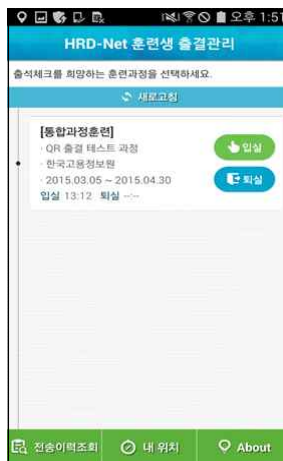 오후 1:51
HRD-Net 훈련생 출결관리
출석체크를 희망하는 훈련과정을 선택하세요.
새로고침
[통합과정훈련]
· QR 출결 테스트 과정
· 한국고용정보원
· 2015.03.05 ~ 2015.04.30
입실 13:12 퇴실 --:--
입실
퇴실
전송이력조회
내 위치
About